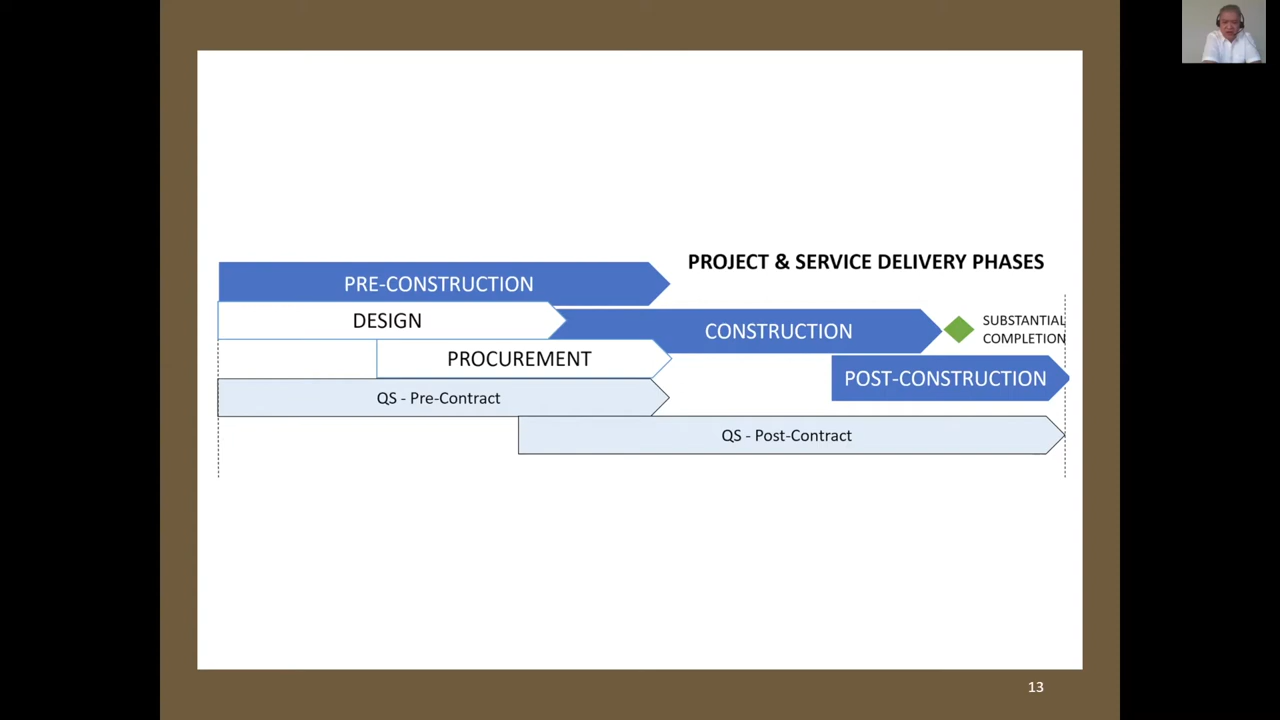 PROJECT & SERVICE DELIVERY PHASES
PRE-CONSTRUCTION
DESIGN
CONSTRUCTION
SUBSTANTIAL
COMPLETION
PROCUREMENT
POST-CONSTRUCTION
QS - Pre-Contract
QS - Post-Contract
13